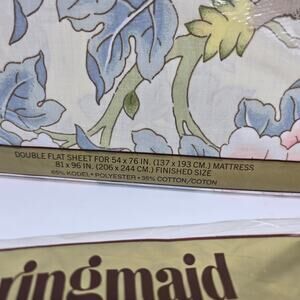 DOUBLE FLAT SHEET FOR 54 x 76 IN. (137 x 193 CM.) MATTRESS
81 x 96 IN. (206 x 244 CM.) FINISHED SIZE
65% KODEL® POLYESTER • 35% COTTON/COTON
ringmaid